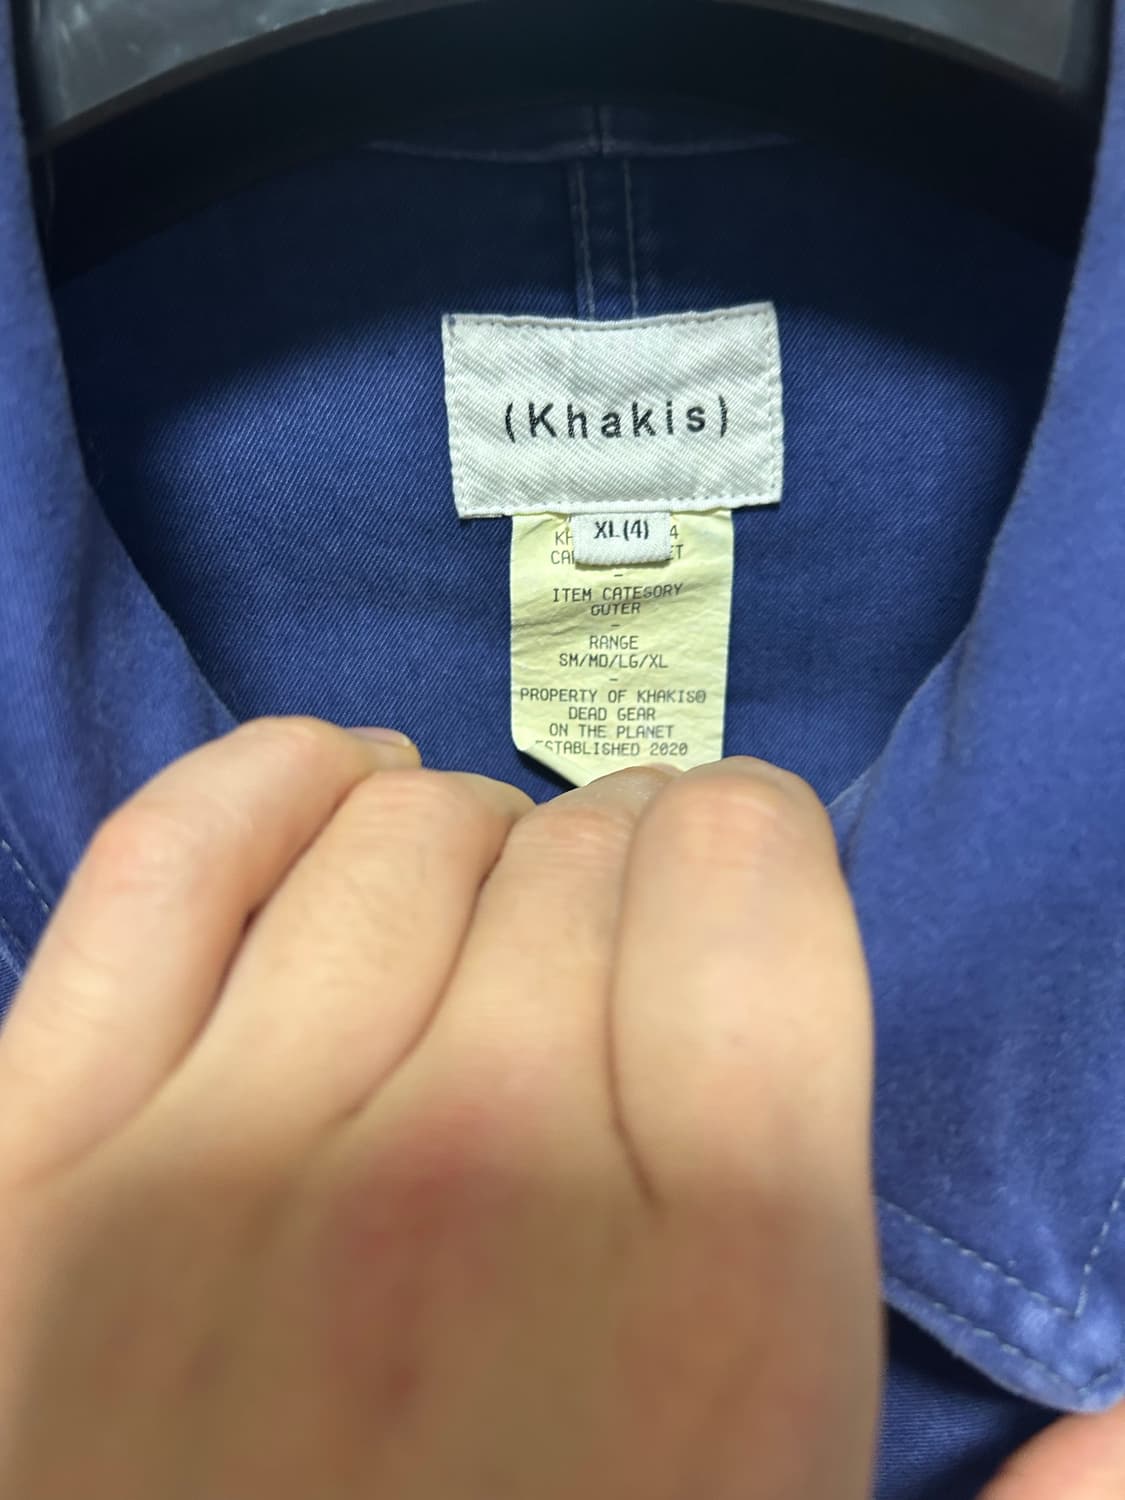 (Khakis)
XL(4)
ITEM CATEGORY
OUTER
-
RANGE
SM/MD/LG/XL
-
PROPERTY OF KHAKIS®
DEAD GEAR
ON THE PLANET
ESTABLISHED 2020